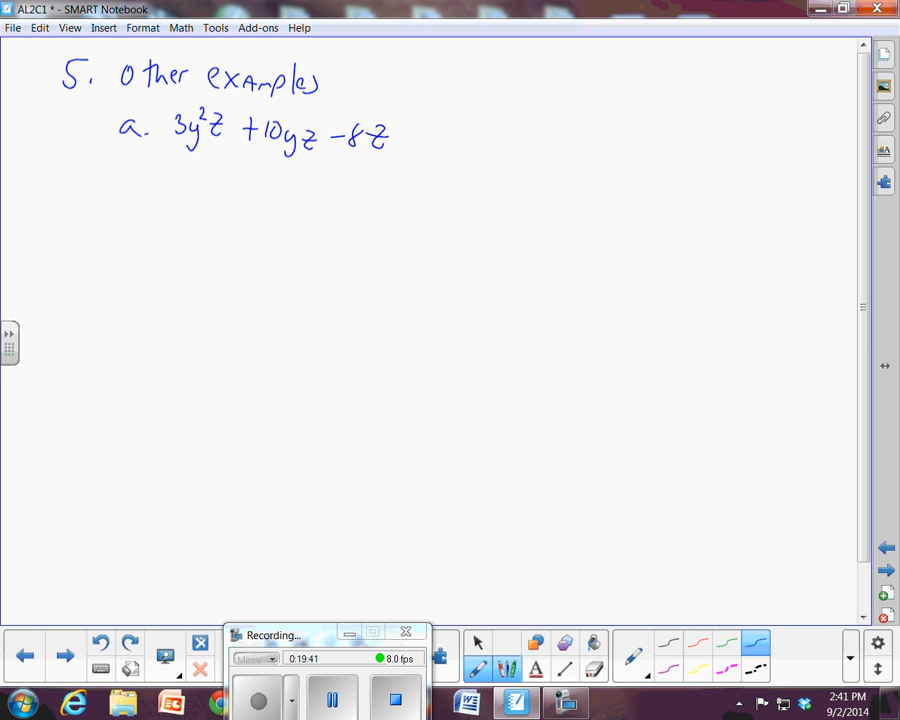 AL2C1 * - SMART Notebook
File Edit View Insert Format Math Tools Add-ons Help
5. Other examples
a. 3y²z + 10yz - 8z
Recording...
Menu 0:19:41 8.0 fps
2:41 PM
9/2/2014